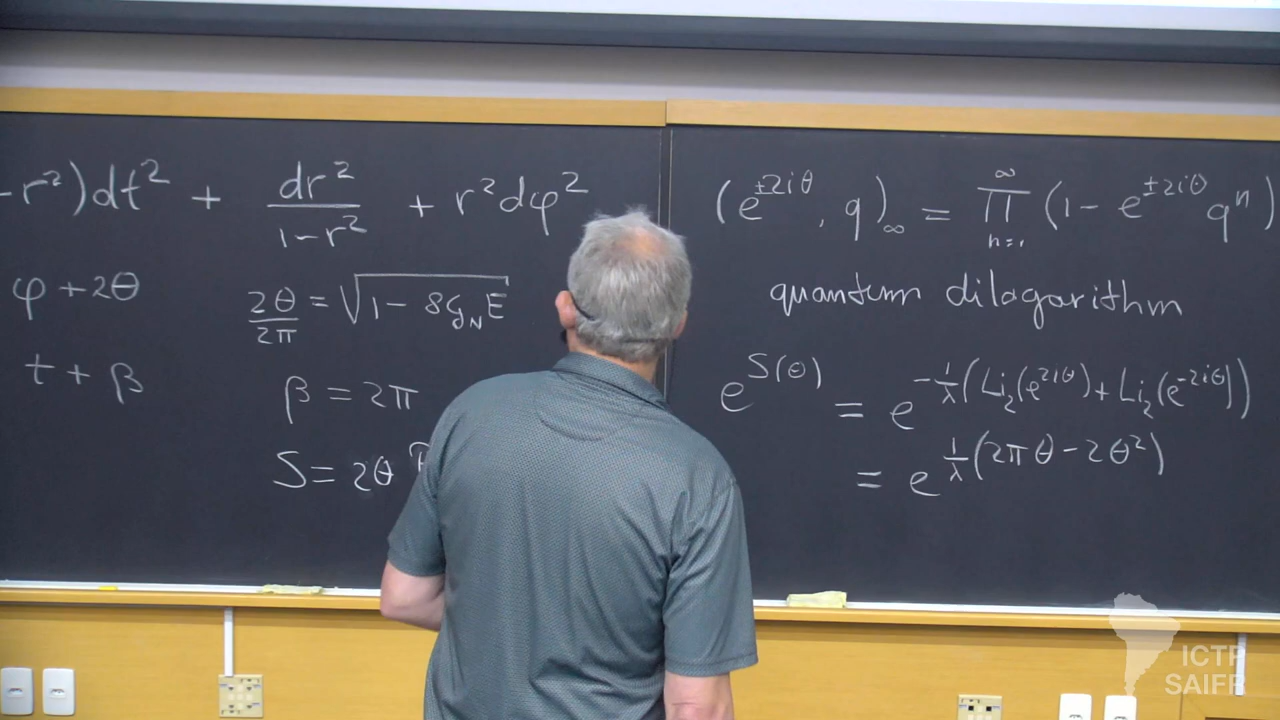 -r²)dt² + dr²/(1-r²) + r²dφ²
φ + 2θ
2θ/2π = √(1 - 8G_N E)
t + β
β = 2π
S = 2θ
(e^{±2iθ}, q)_∞ = ∏_{n=1}^{∞} (1 - e^{±2iθ} q^n)
quantum dilogarithm
e^{S(θ)} = e^{-1/λ (Li₂(e^{2iθ}) + Li₂(e^{-2iθ}))}
= e^{1/λ (2πθ - 2θ²)}
ICTP
SAIFR